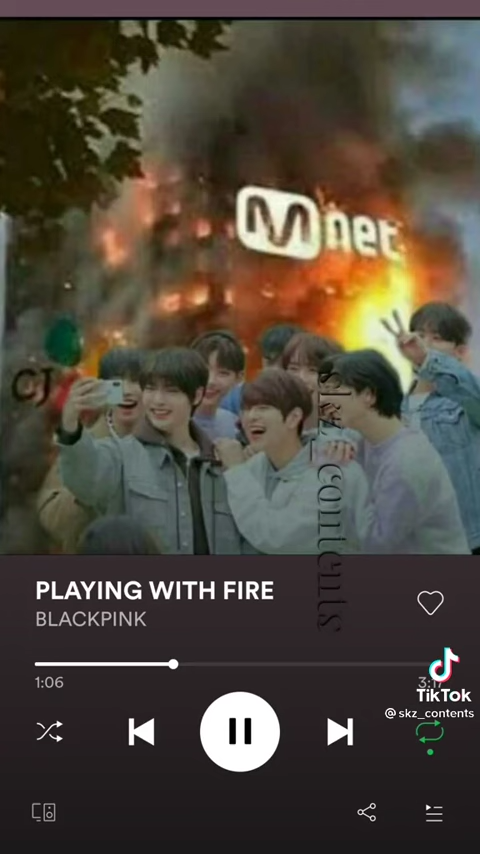 Mnet
CJ
skz_contents
PLAYING WITH FIRE
BLACKPINK
1:06
3:17
TikTok
@skz_contents